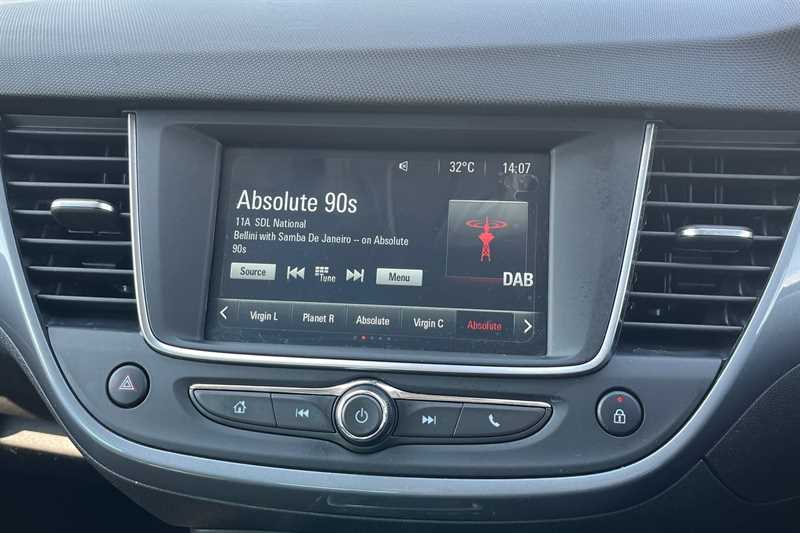 32°C 14:07
Absolute 90s
11A SDL National
Bellini with Samba De Janeiro -- on Absolute
90s
Source Tune Menu
DAB
Virgin L Planet R Absolute Virgin C Absolute